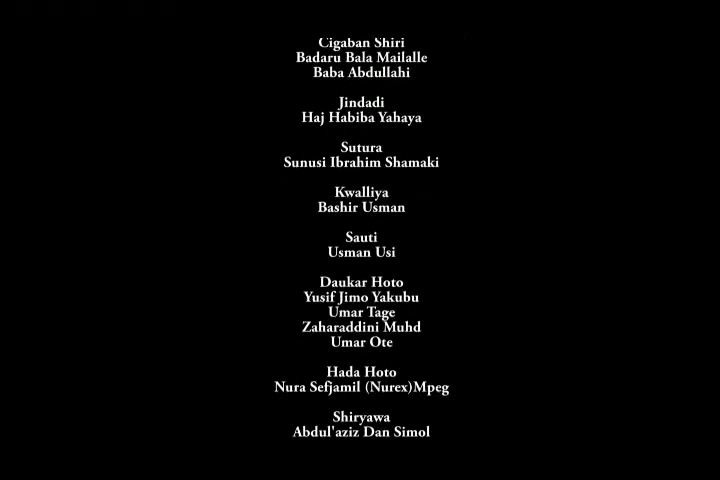 Cigaban Shiri
Badaru Bala Mailalle
Baba Abdullahi
Jindadi
Haj Habiba Yahaya
Sutura
Sunusi Ibrahim Shamaki
Kwalliya
Bashir Usman
Sauti
Usman Usi
Daukar Hoto
Yusif Jimo Yakubu
Umar Tage
Zaharaddini Muhd
Umar Ote
Hada Hoto
Nura Sefjamil (Nurex)Mpeg
Shiryawa
Abdul'aziz Dan Simol